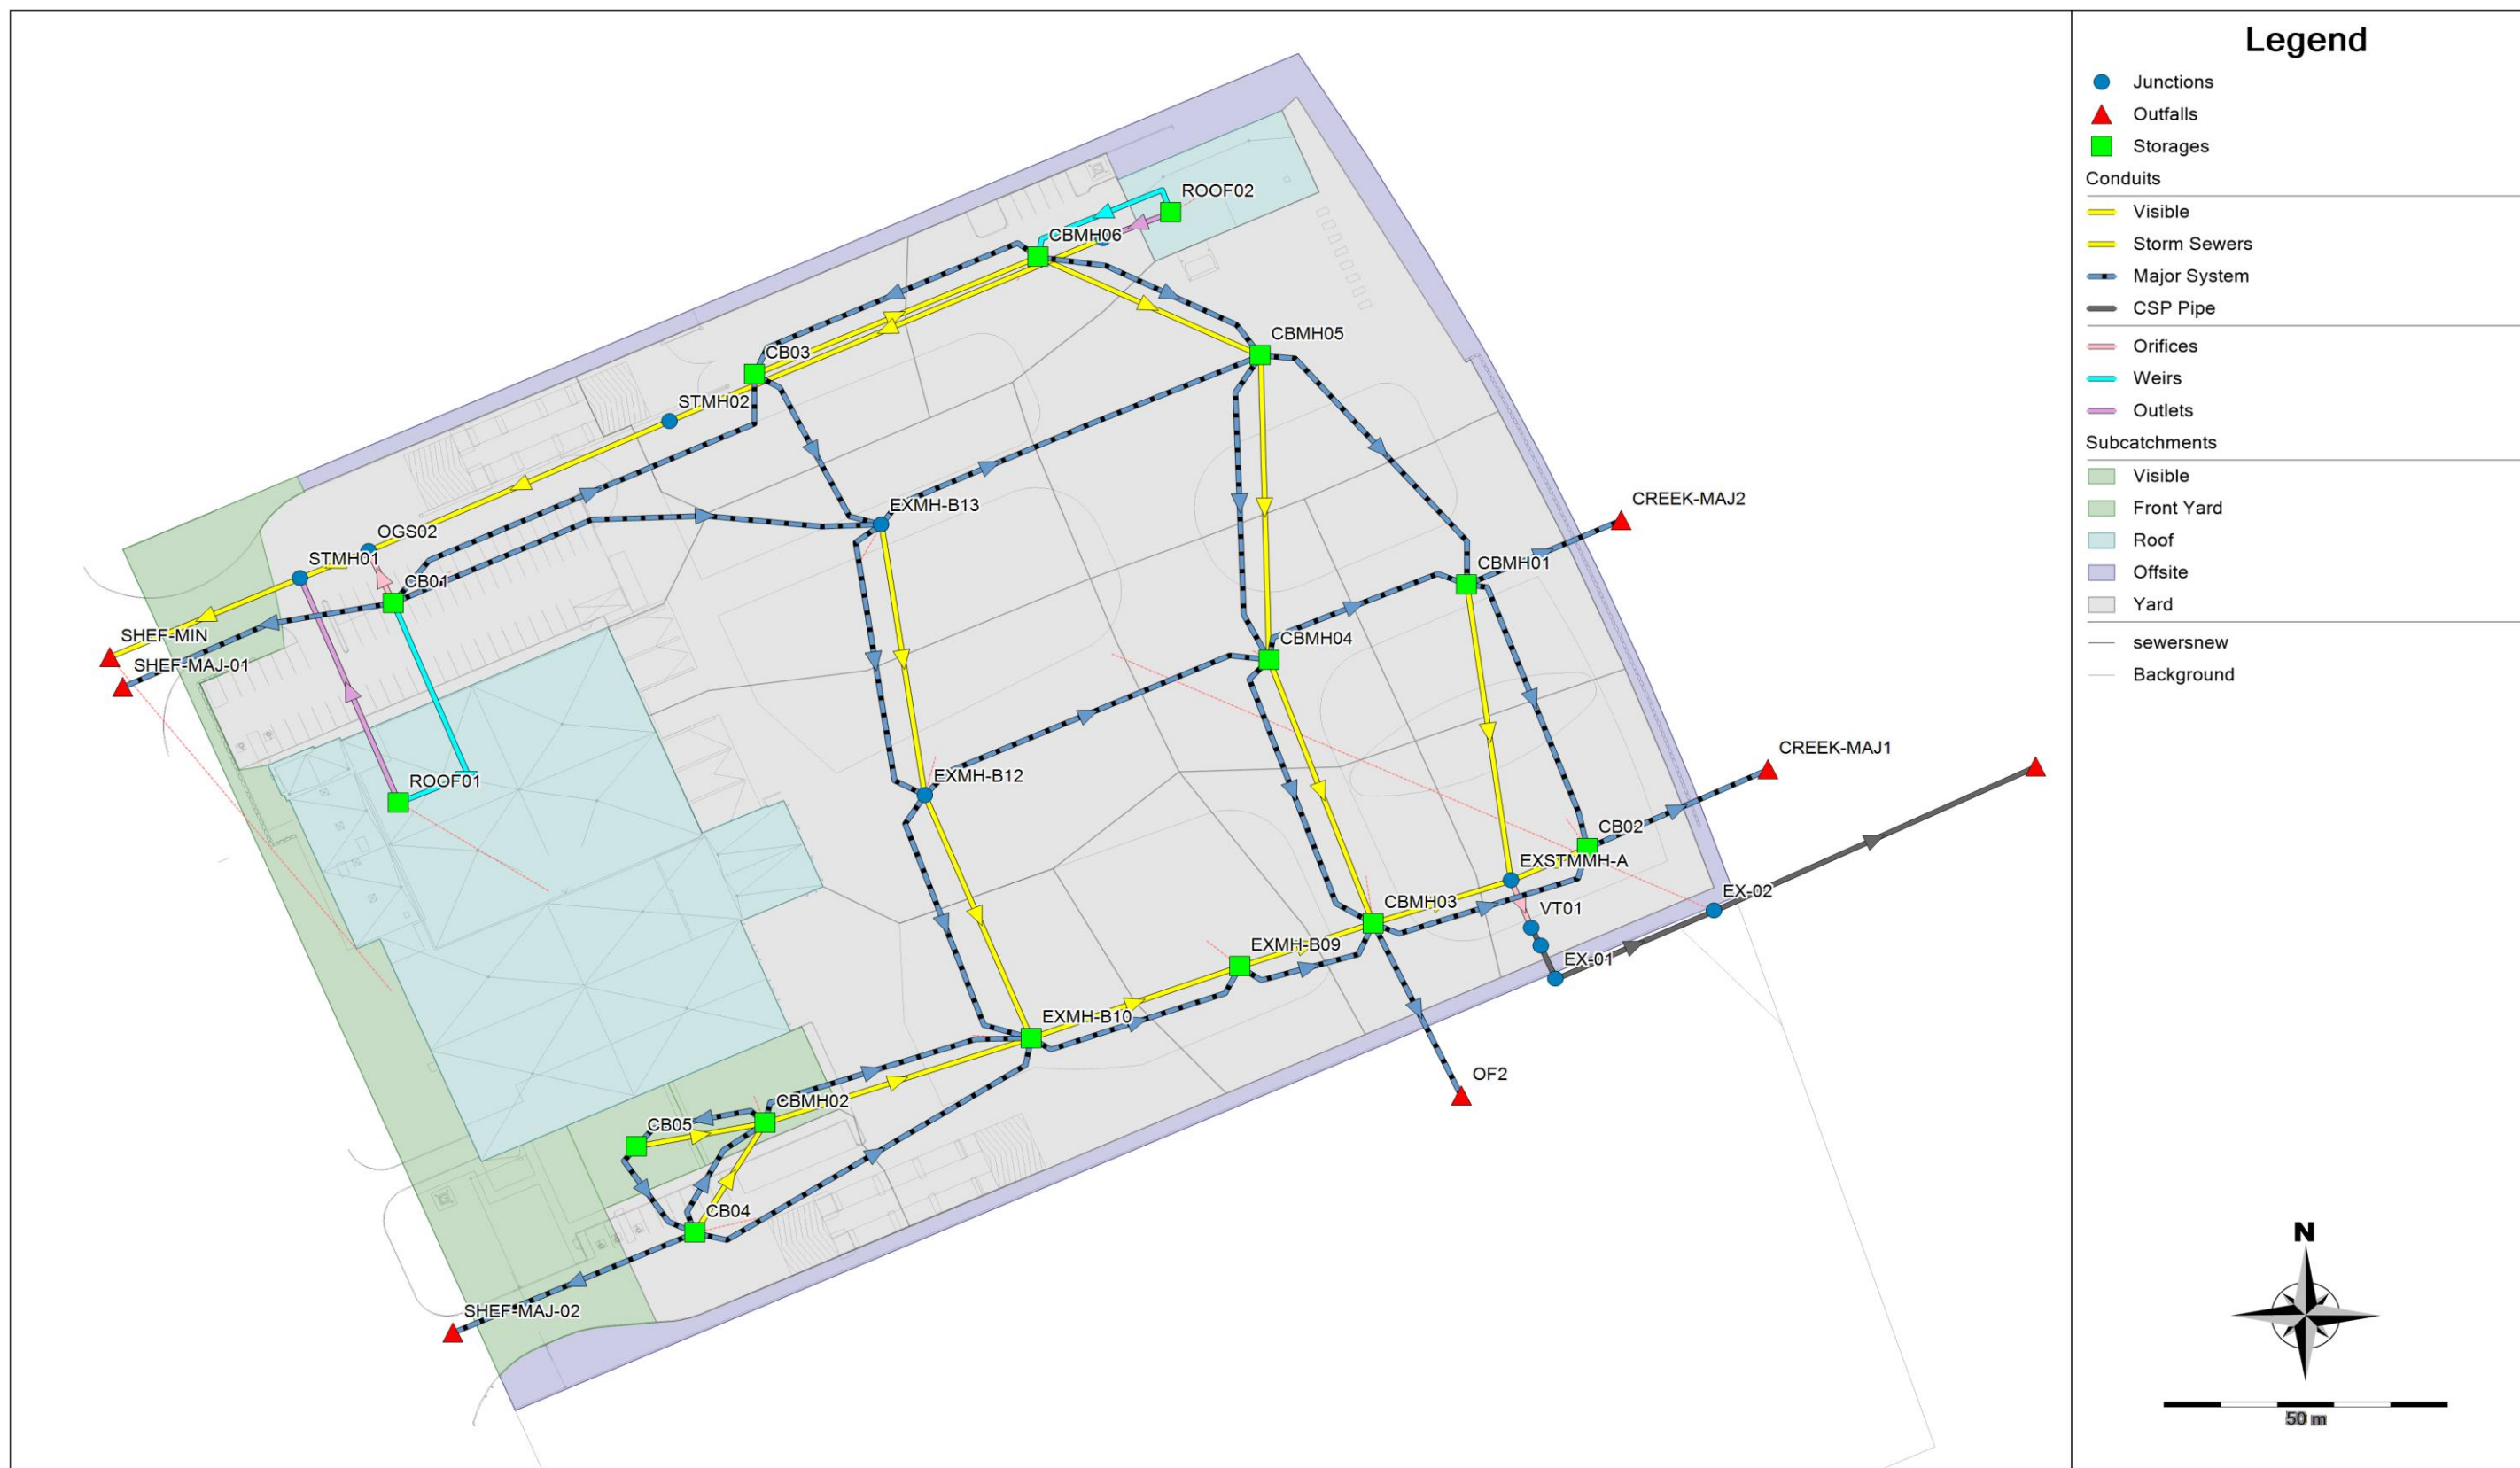 ROOF02
CBMH06
CBMH05
CB03
STMH02
EXMH-B13
CREEK-MAJ2
OGS02
STMH01
CB01
CBMH01
SHEF-MIN
SHEF-MAJ-01
CBMH04
CREEK-MAJ1
ROOF01
EXMH-B12
CB02
EXSTMMH-A
EX-02
CBMH03
VT01
EXMH-B09
EX-01
EXMH-B10
OF2
CBMH02
CB05
CB04
SHEF-MAJ-02
Legend
Junctions
Outfalls
Storages
Conduits
Visible
Storm Sewers
Major System
CSP Pipe
Orifices
Weirs
Outlets
Subcatchments
Visible
Front Yard
Roof
Offsite
Yard
sewersnew
Background
N
50 m